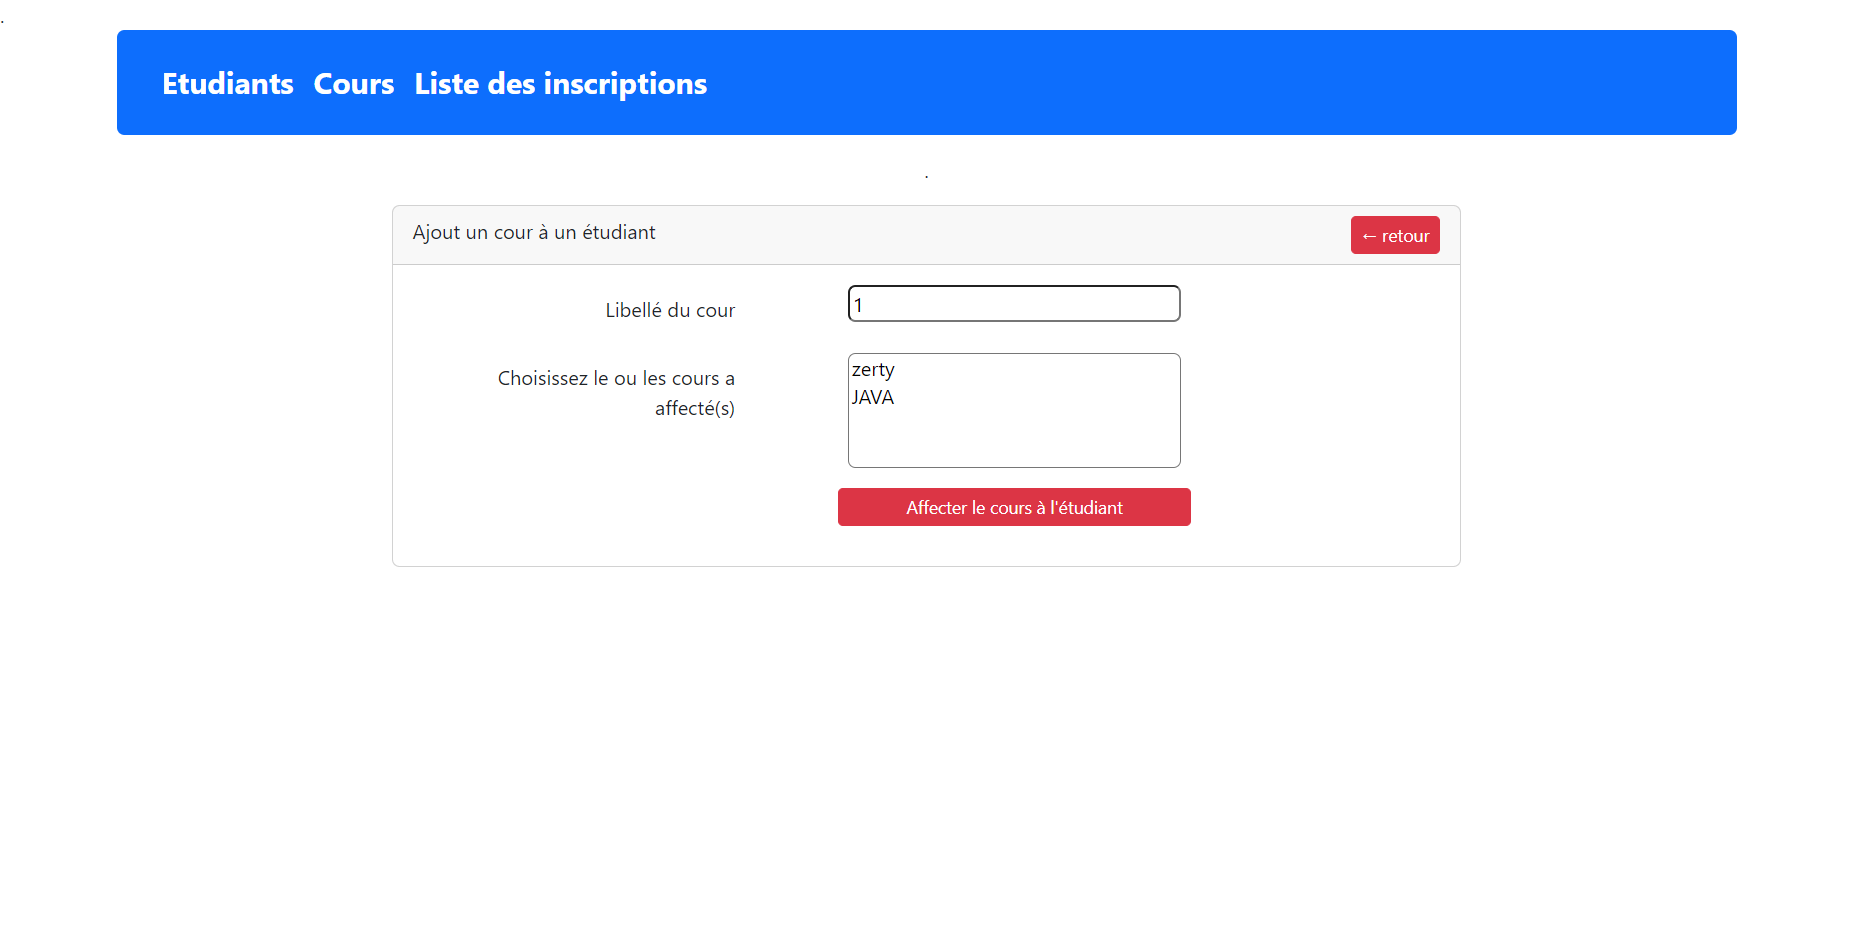 .
Etudiants Cours Liste des inscriptions
.
Ajout un cour à un étudiant
← retour
Libellé du cour
1
Choisissez le ou les cours a
affecté(s)
zerty
JAVA
Affecter le cours à l'étudiant